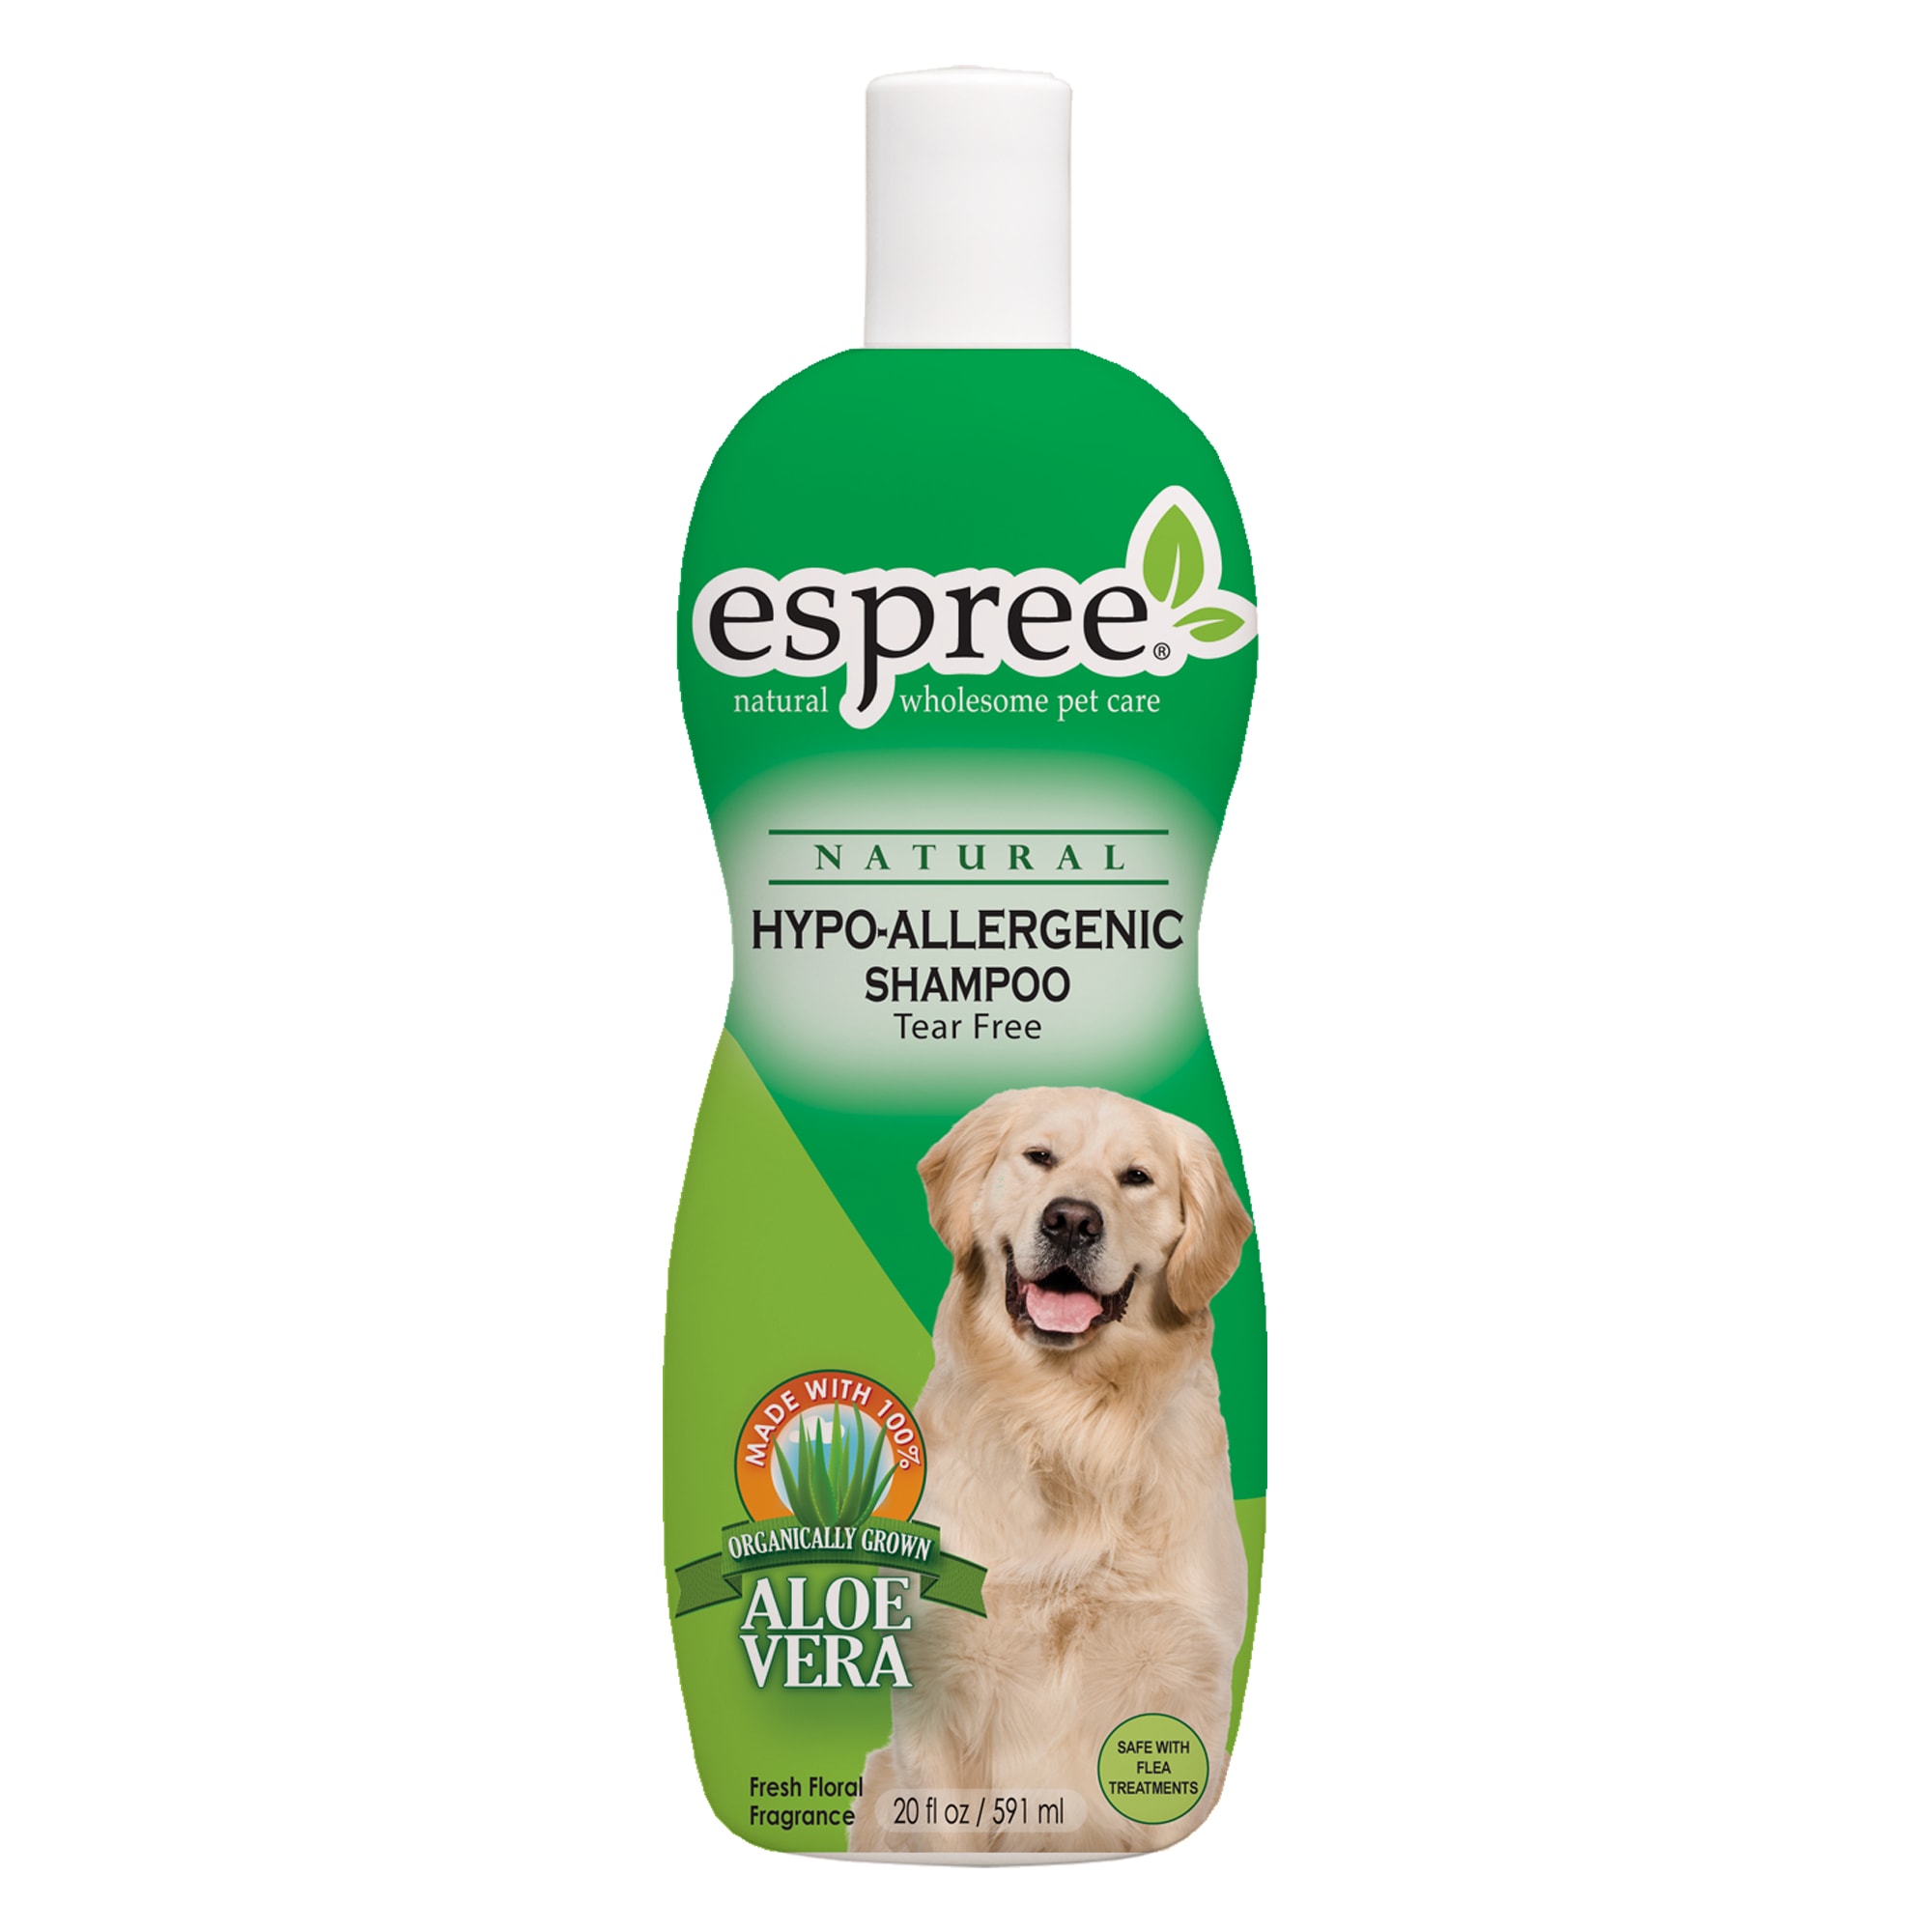 espree®
natural wholesome pet care
NATURAL
HYPO-ALLERGENIC
SHAMPOO
Tear Free
MADE WITH 100%
ORGANICALLY GROWN
ALOE
VERA
Fresh Floral
Fragrance
20 fl oz / 591 ml
SAFE WITH
FLEA
TREATMENTS